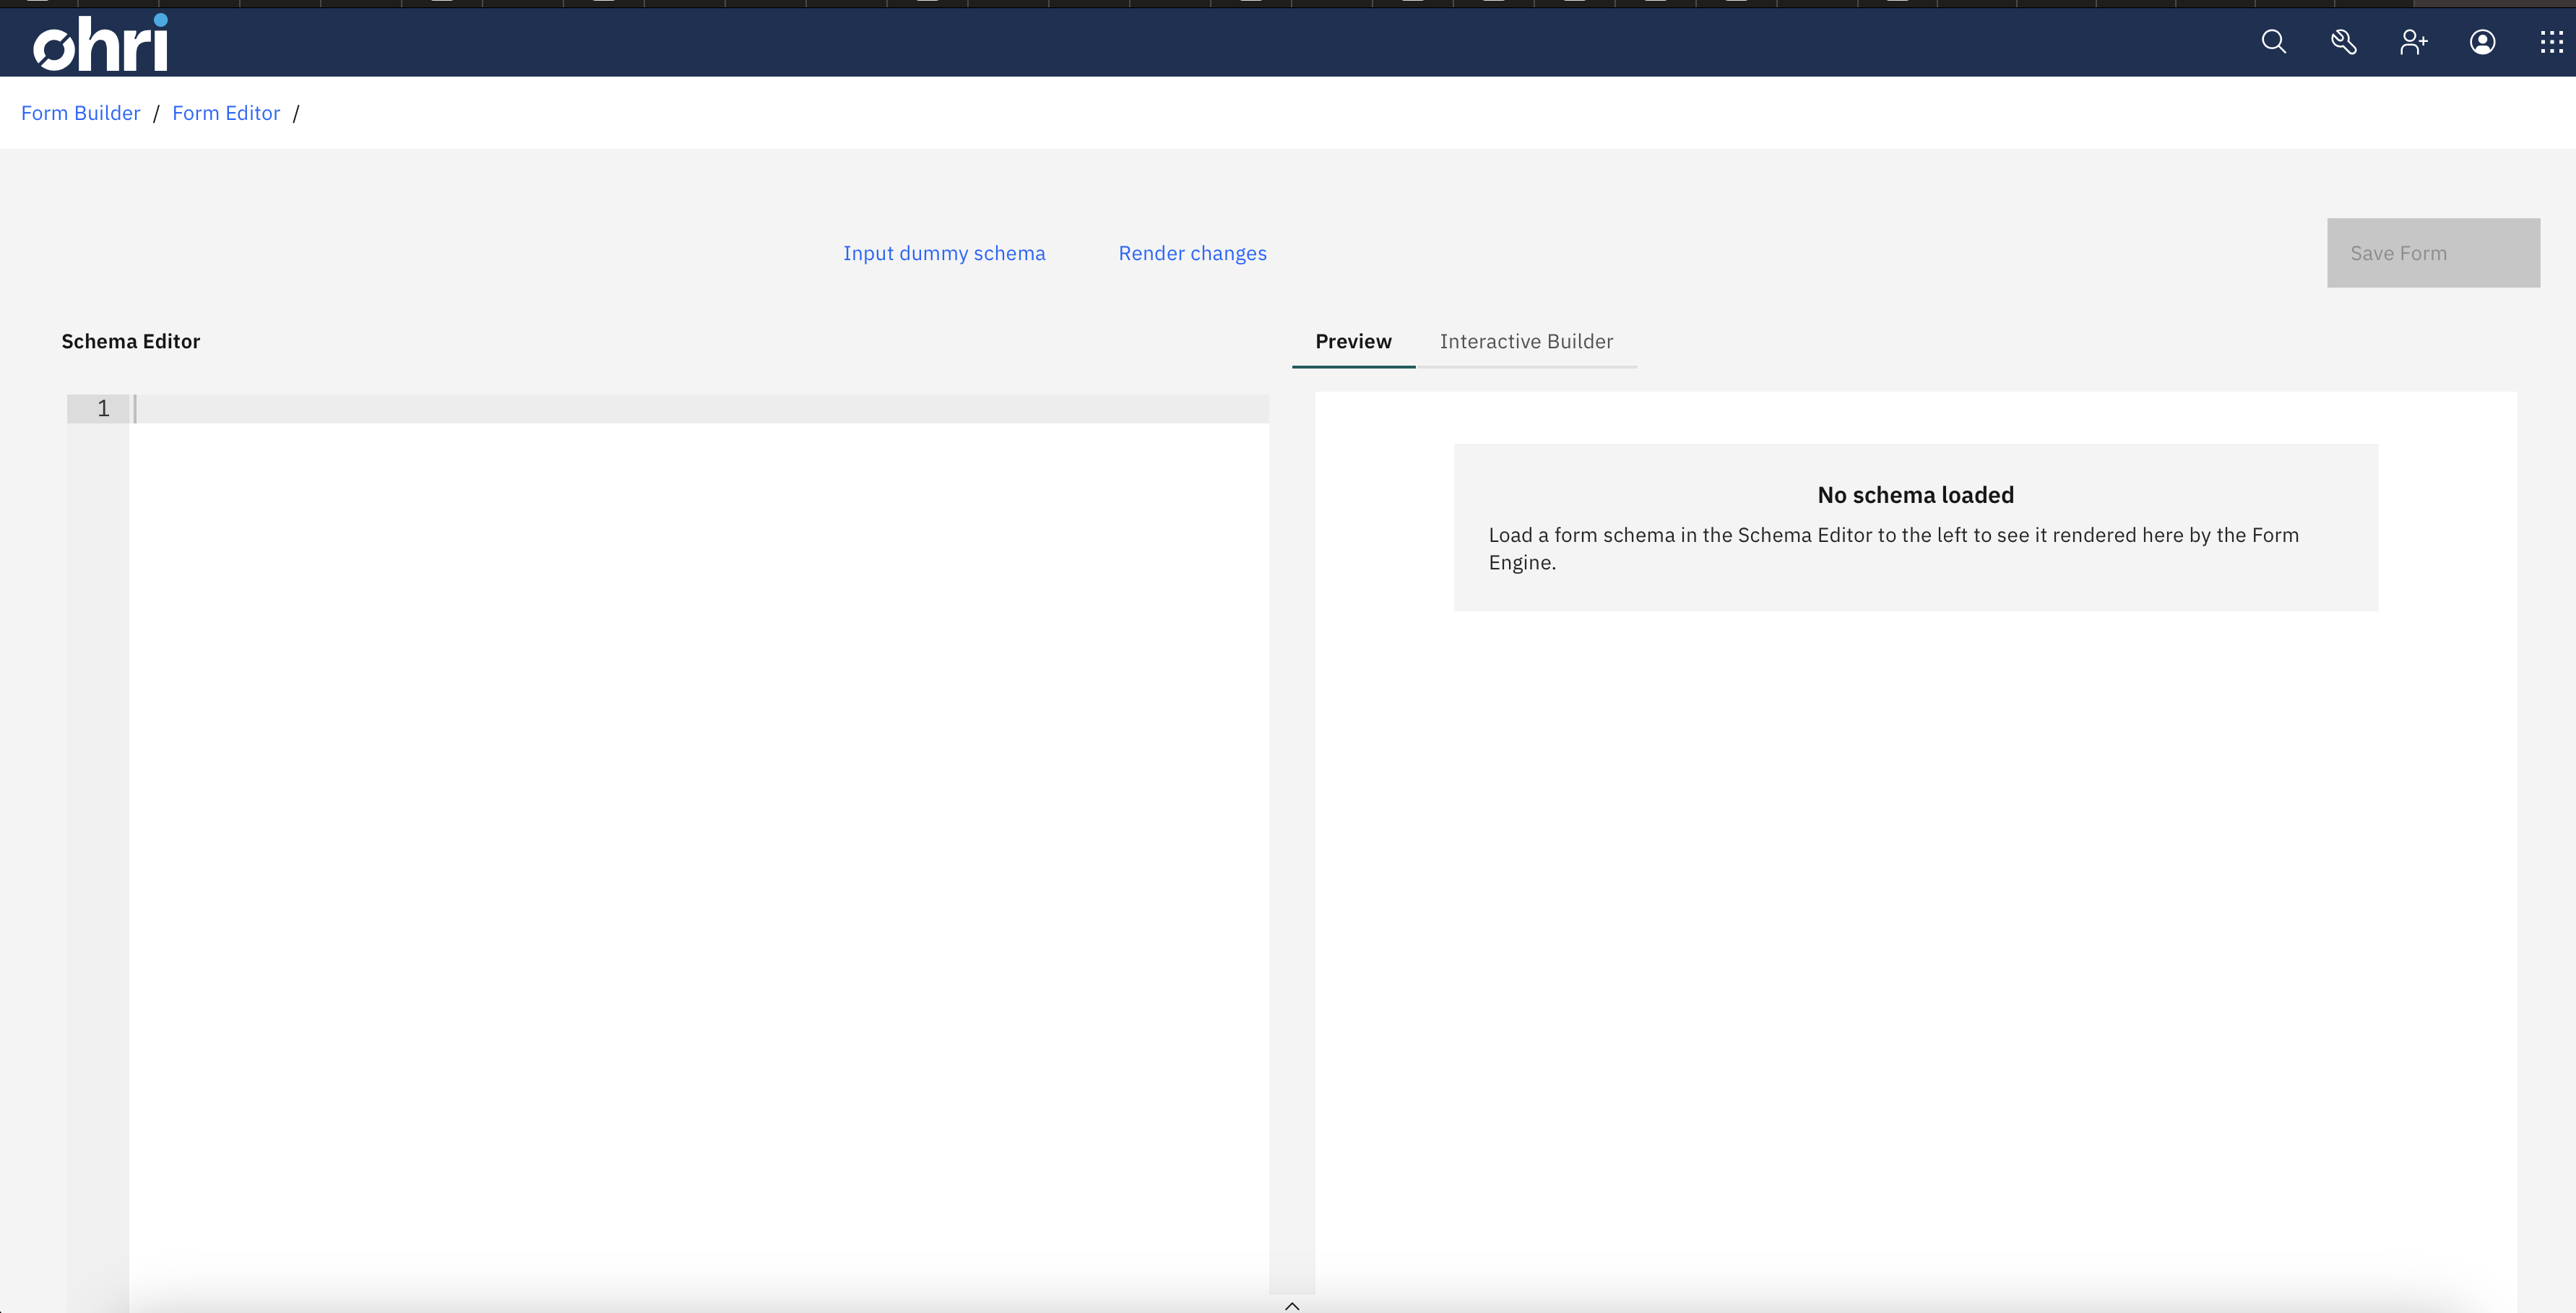 ohri
Form Builder / Form Editor /
Input dummy schema Render changes Save Form
Schema Editor Preview Interactive Builder
1
No schema loaded
Load a form schema in the Schema Editor to the left to see it rendered here by the Form
Engine.